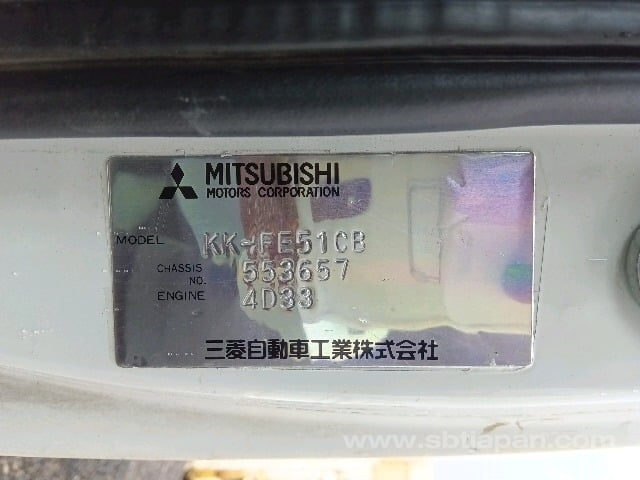 MITSUBISHI
MOTORS CORPORATION
MODEL KK-FE51CB
CHASSIS NO. 553657
ENGINE 4D33
三菱自動車工業株式会社
www.sbtjapan.com